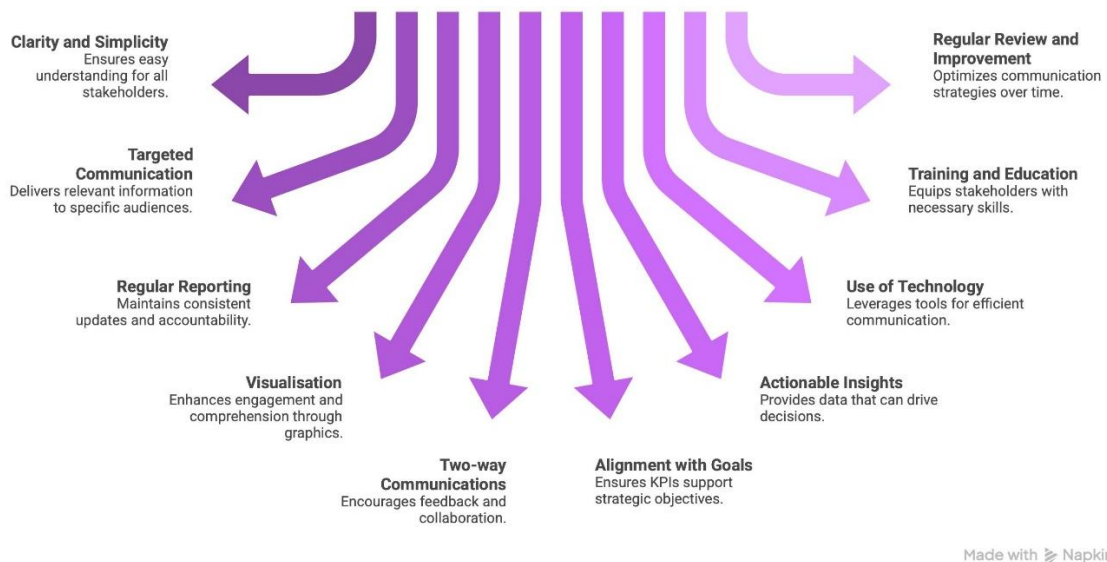 Clarity and Simplicity
Ensures easy
understanding for all
stakeholders.
Targeted
Communication
Delivers relevant information
to specific audiences.
Regular Reporting
Maintains consistent
updates and accountability.
Visualisation
Enhances engagement and
comprehension through
graphics.
Two-way
Communications
Encourages feedback and
collaboration.
Alignment with Goals
Ensures KPIs support
strategic objectives.
Actionable Insights
Provides data that can drive
decisions.
Use of Technology
Leverages tools for efficient
communication.
Training and Education
Equips stakeholders with
necessary skills.
Regular Review and
Improvement
Optimizes communication
strategies over time.
Made with Napkin